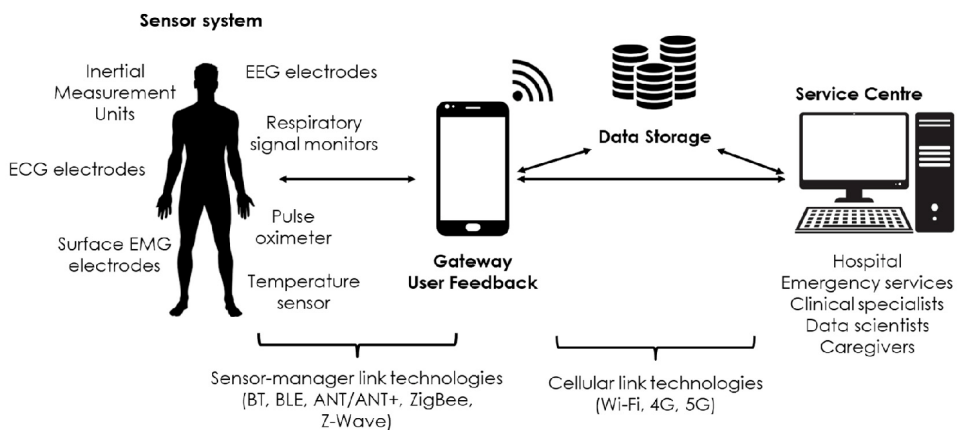 Sensor system
Inertial
Measurement
Units
EEG electrodes
Respiratory
signal monitors
ECG electrodes
Pulse
oximeter
Surface EMG
electrodes
Temperature
sensor
Gateway
User Feedback
Data Storage
Service Centre
Hospital
Emergency services
Clinical specialists
Data scientists
Caregivers
Sensor-manager link technologies
(BT, BLE, ANT/ANT+, ZigBee,
Z-Wave)
Cellular link technologies
(Wi-Fi, 4G, 5G)